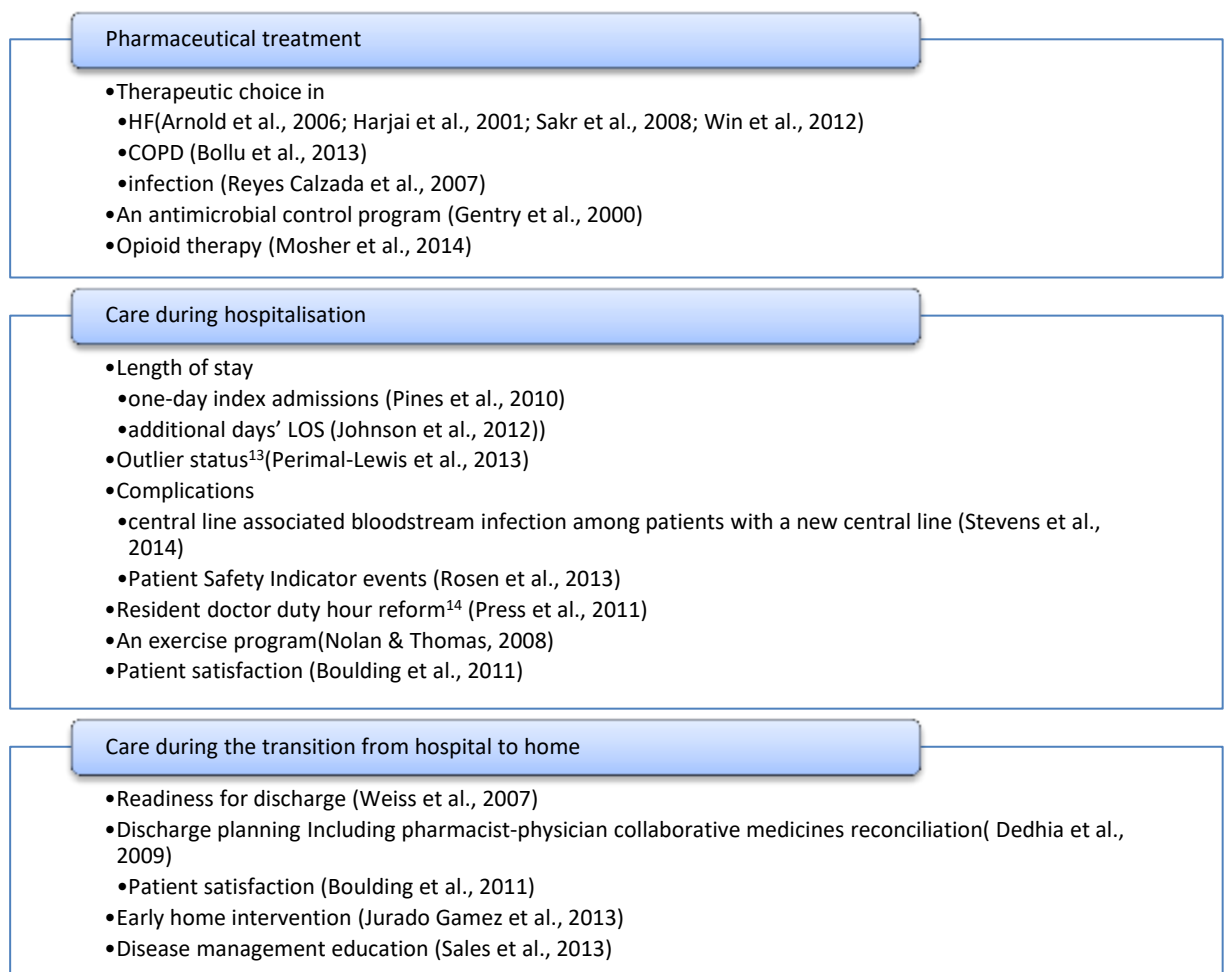 Pharmaceutical treatment
•Therapeutic choice in
•HF(Arnold et al., 2006; Harjai et al., 2001; Sakr et al., 2008; Win et al., 2012)
•COPD (Bollu et al., 2013)
•infection (Reyes Calzada et al., 2007)
•An antimicrobial control program (Gentry et al., 2000)
•Opioid therapy (Mosher et al., 2014)
Care during hospitalisation
•Length of stay
•one-day index admissions (Pines et al., 2010)
•additional days’ LOS (Johnson et al., 2012))
•Outlier status¹³(Perimal-Lewis et al., 2013)
•Complications
•central line associated bloodstream infection among patients with a new central line (Stevens et al.,
2014)
•Patient Safety Indicator events (Rosen et al., 2013)
•Resident doctor duty hour reform¹⁴ (Press et al., 2011)
•An exercise program(Nolan & Thomas, 2008)
•Patient satisfaction (Boulding et al., 2011)
Care during the transition from hospital to home
•Readiness for discharge (Weiss et al., 2007)
•Discharge planning Including pharmacist-physician collaborative medicines reconciliation( Dedhia et al.,
2009)
•Patient satisfaction (Boulding et al., 2011)
•Early home intervention (Jurado Gamez et al., 2013)
•Disease management education (Sales et al., 2013)